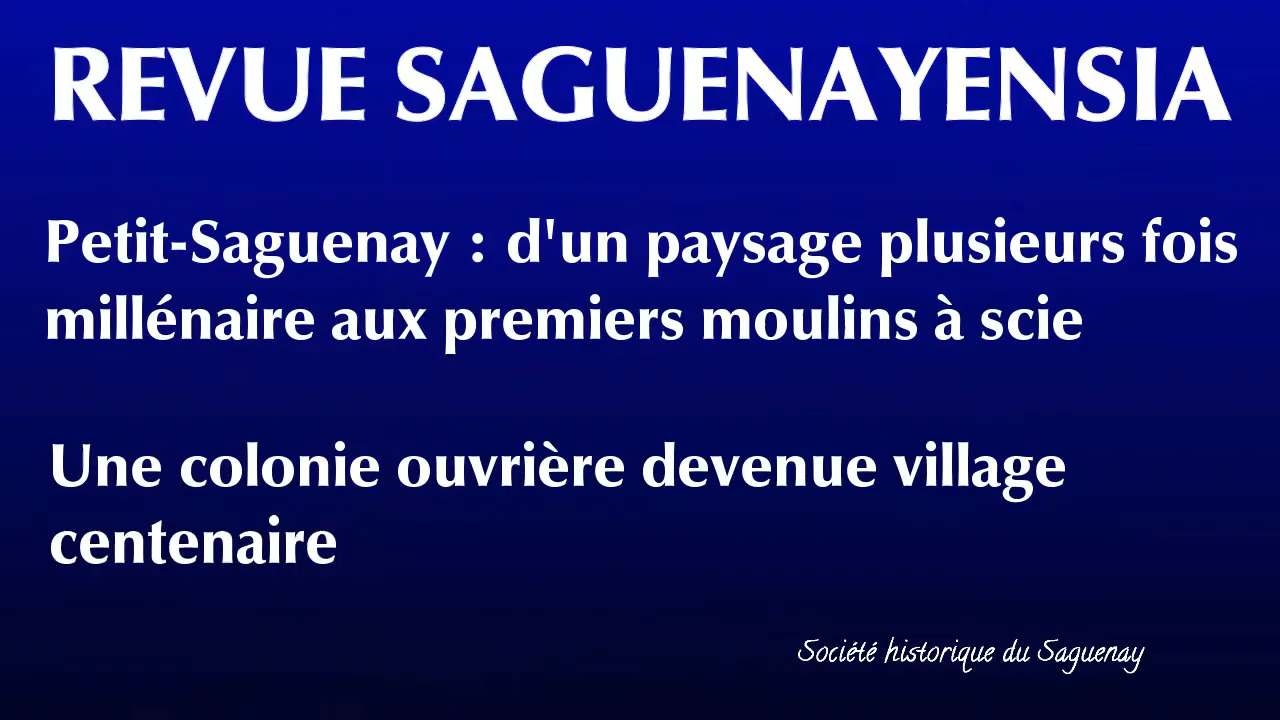 REVUE SAGUENAYENSIA
Petit-Saguenay : d'un paysage plusieurs fois
millénaire aux premiers moulins à scie
Une colonie ouvrière devenue village
centenaire
Société historique du Saguenay